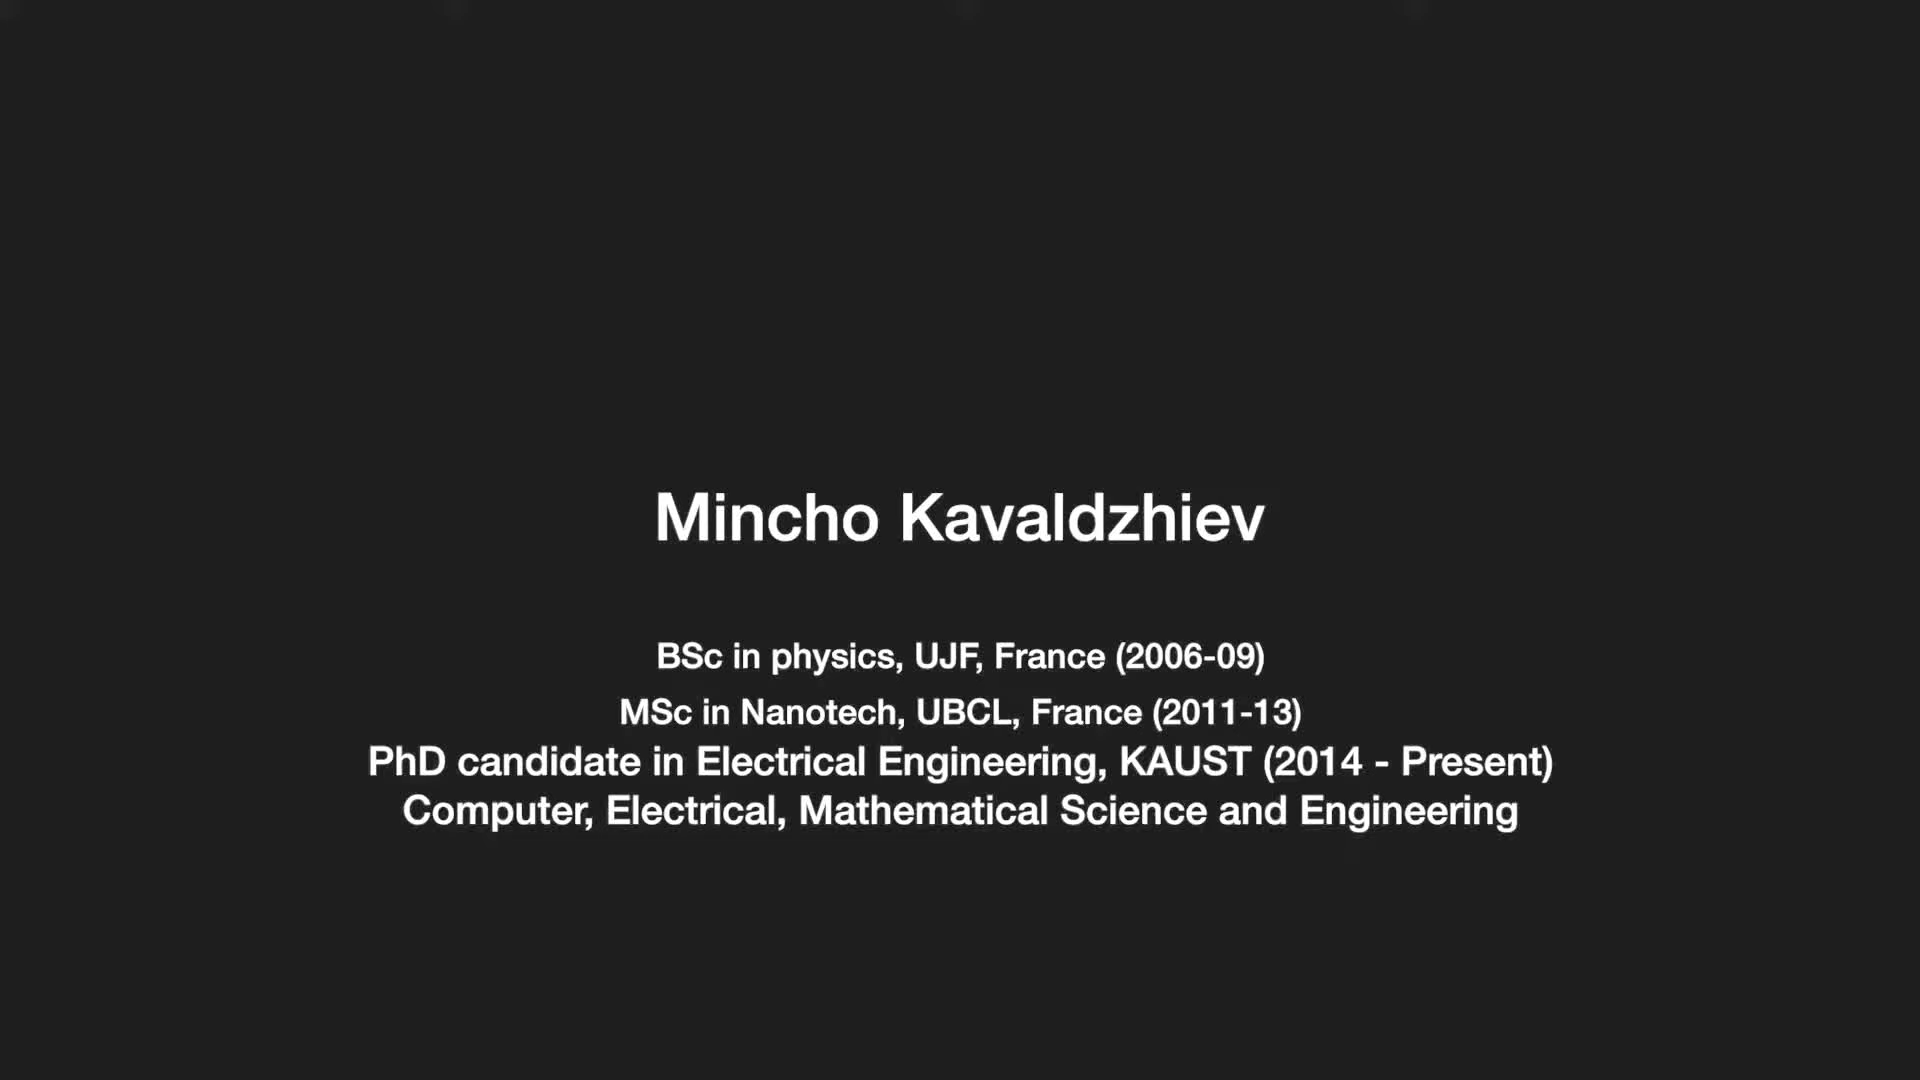 Mincho Kavaldzhiev
BSc in physics, UJF, France (2006-09)
MSc in Nanotech, UBCL, France (2011-13)
PhD candidate in Electrical Engineering, KAUST (2014 - Present)
Computer, Electrical, Mathematical Science and Engineering